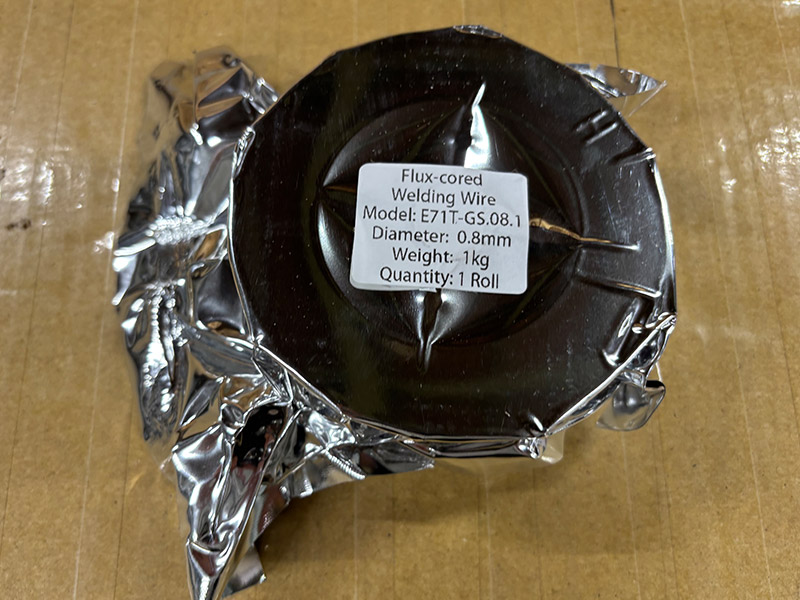 Flux-cored
Welding Wire
Model: E71T-GS.08.1
Diameter: 0.8mm
Weight: 1kg
Quantity: 1 Roll